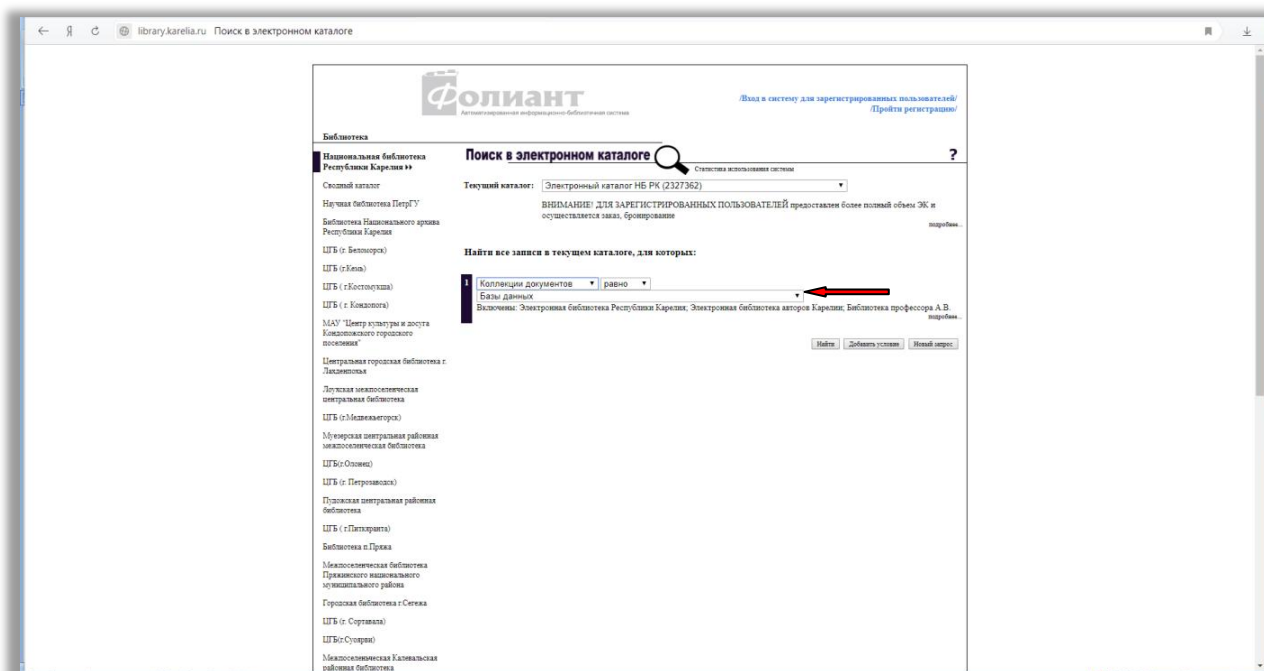 library.karelia.ru Поиск в электронном каталоге
Фолиант
Автоматизированная информационно-библиотечная система
/Вход в систему для зарегистрированных пользователей/
/Пройти регистрацию/
Библиотека
Национальная библиотека
Республики Карелия
Сводный каталог
Научная библиотека ПетрГУ
Библиотека Национального архива
Республики Карелия
ЦГБ (г. Беломорск)
ЦГБ (г.Кемь)
ЦГБ ( г.Костомукша)
ЦГБ ( г. Кондопога)
МАУ "Центр культуры и досуга
Кондопожского городского
поселения"
Центральная городская библиотека г.
Лахденпохья
Лоухская межпоселенческая
центральная библиотека
ЦГБ (г.Медвежьегорск)
Муезерская центральная районная
межпоселенческая библиотека
ЦГБ(г.Олонец)
ЦГБ (г. Петрозаводск)
Пудожская центральная районная
библиотека
ЦГБ ( г.Питкяранта)
Библиотека п.Пряжа
Межпоселенческая библиотека
Пряжинского национального
муниципального района
Городская библиотека г.Сегежа
ЦГБ (г. Сортавала)
ЦГБ(г.Суоярви)
Межпоселенческая Калевальская
районная библиотека
Поиск в электронном каталоге ?
Статистика использования системы
Текущий каталог: Электронный каталог НБ РК (2327362)
ВНИМАНИЕ! ДЛЯ ЗАРЕГИСТРИРОВАННЫХ ПОЛЬЗОВАТЕЛЕЙ предоставлен более полный объем ЭК и
осуществляется заказ, бронирование
подробнее...
Найти все записи в текущем каталоге, для которых:
1 Коллекции документов равно
Базы данных
Включены: Электронная библиотека Республики Карелия; Электронная библиотека авторов Карелии; Библиотека профессора А.В.
подробнее...
Найти Добавить условие Новый запрос